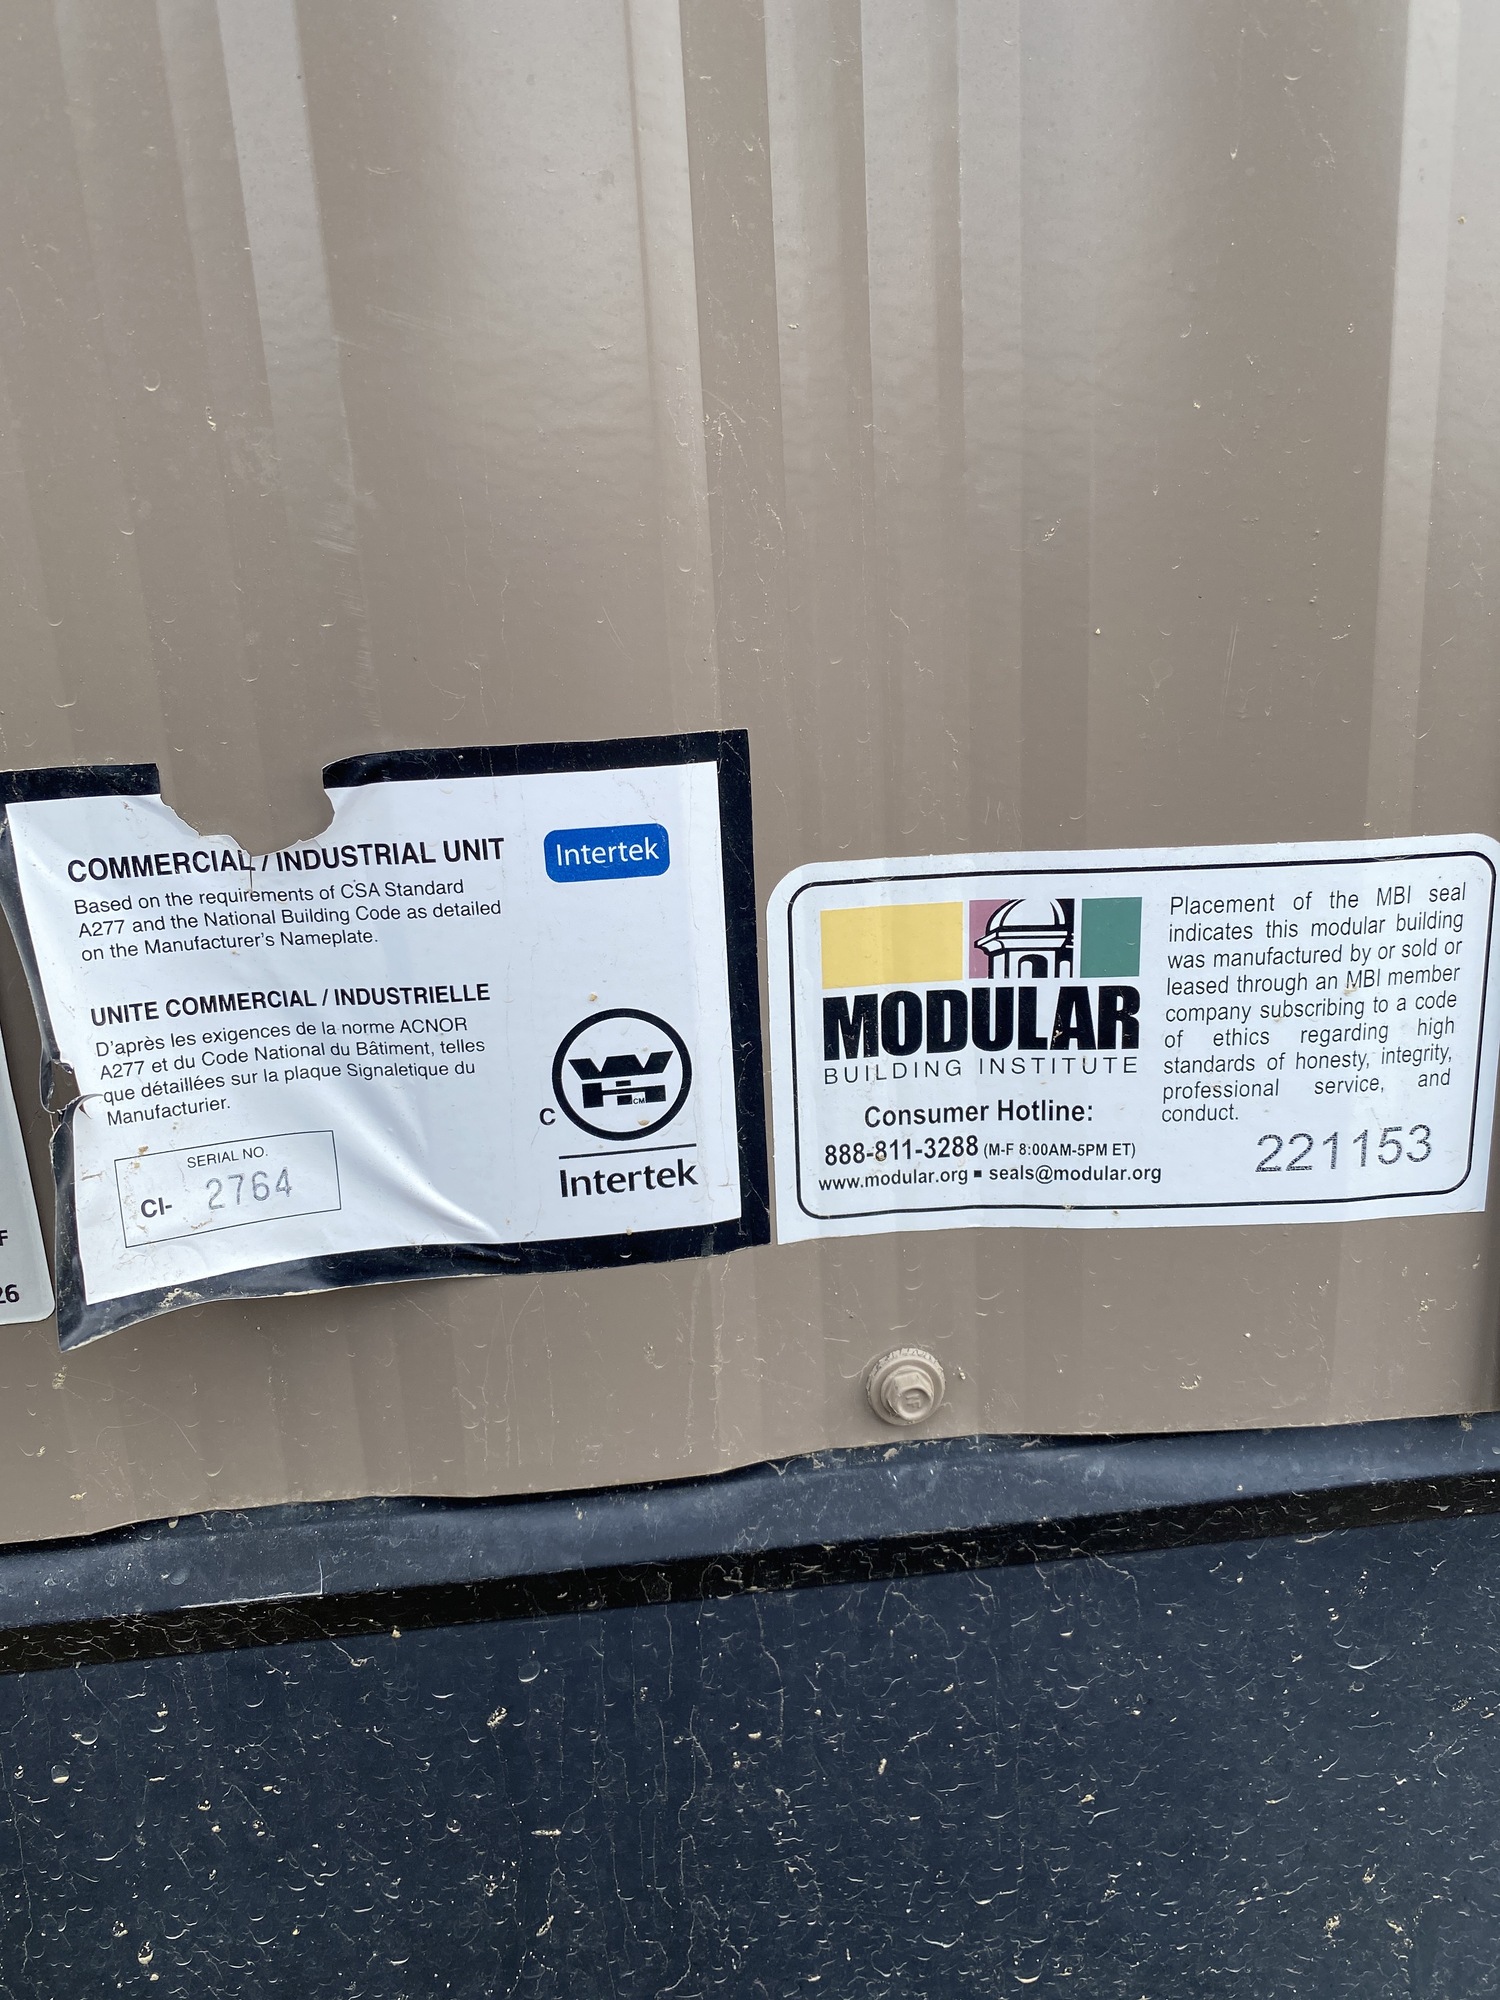 COMMERCIAL / INDUSTRIAL UNIT
Based on the requirements of CSA Standard
A277 and the National Building Code as detailed
on the Manufacturer's Nameplate.
Intertek
UNITE COMMERCIAL / INDUSTRIELLE
D'après les exigences de la norme ACNOR
A277 et du Code National du Bâtiment, telles
que détaillées sur la plaque Signaletique du
Manufacturier.
SERIAL NO.
CI- 2764
C
WH
CM
Intertek
F
26
MODULAR
BUILDING INSTITUTE
Consumer Hotline:
888-811-3288 (M-F 8:00AM-5PM ET)
www.modular.org ▪ seals@modular.org
Placement of the MBI seal
indicates this modular building
was manufactured by or sold or
leased through an MBI member
company subscribing to a code
of ethics regarding high
standards of honesty, integrity,
professional service, and
conduct.
221153